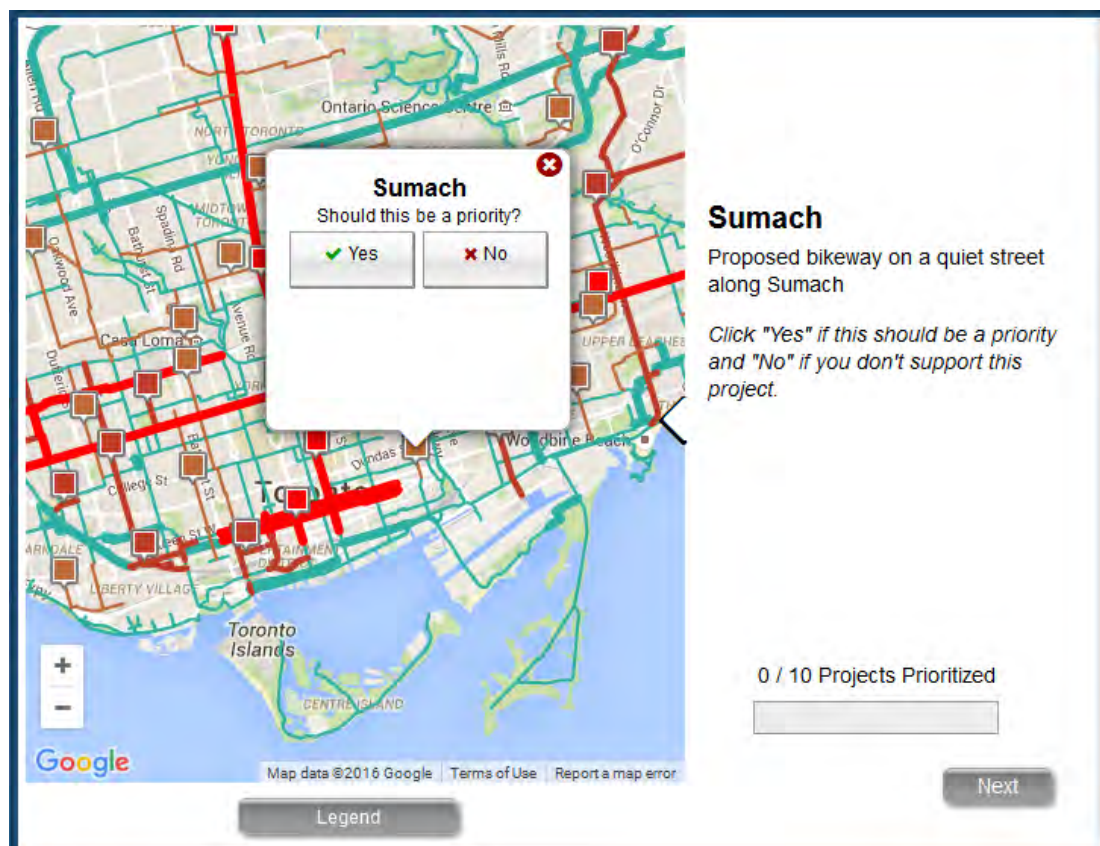 Mills Rd
Ontario Science Centre
O'Connor Dr
NORTH TORONTO
Sumach
Should this be a priority?
Yes
No
Spadina Rd
Bathurst St
Oakwood Ave
Avenue Rd
Casa Loma
Dufferin
UPPER BEACHES
Woodbine Beach
Dundas
College St
Toronto
ENTERTAINMENT
LIBERTY VILLAGE
Toronto
Islands
CENTRE ISLAND
+
−
Google
Map data ©2016 Google
Terms of Use
Report a map error
Legend
Sumach
Proposed bikeway on a quiet street
along Sumach
Click "Yes" if this should be a priority
and "No" if you don't support this
project.
0 / 10 Projects Prioritized
Next